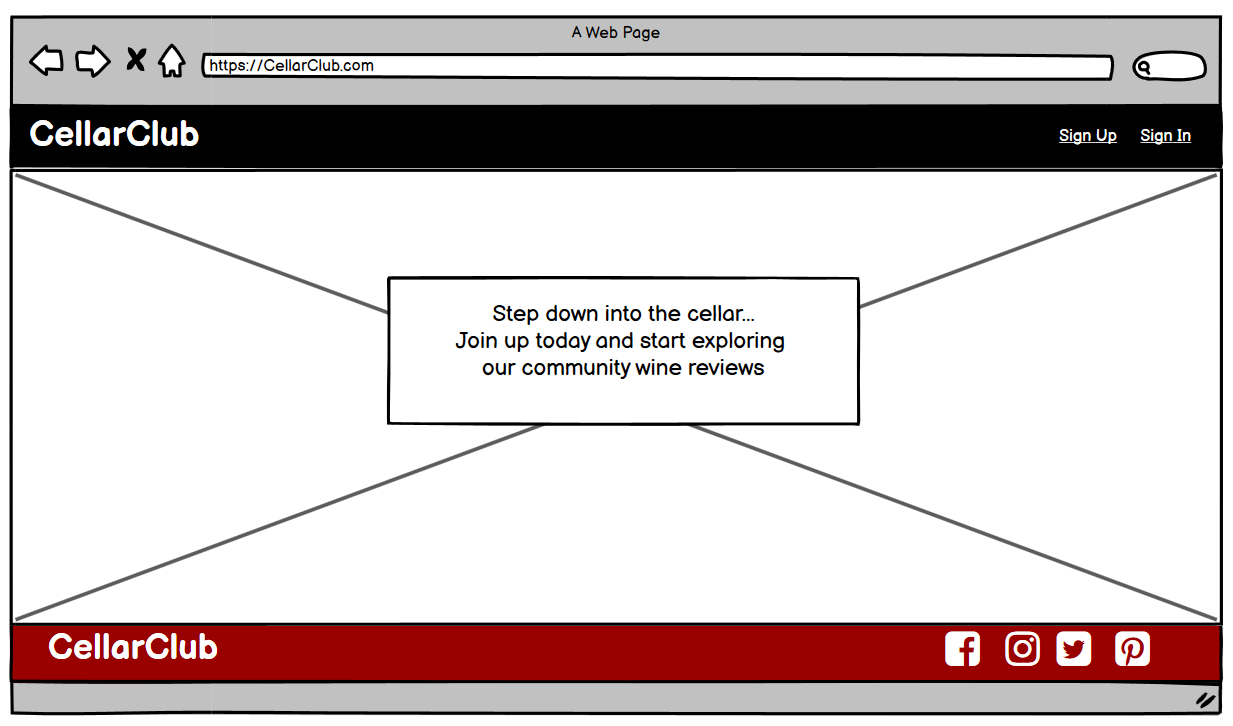 A Web Page
https://CellarClub.com
CellarClub
Sign Up Sign In
Step down into the cellar...
Join up today and start exploring
our community wine reviews
CellarClub